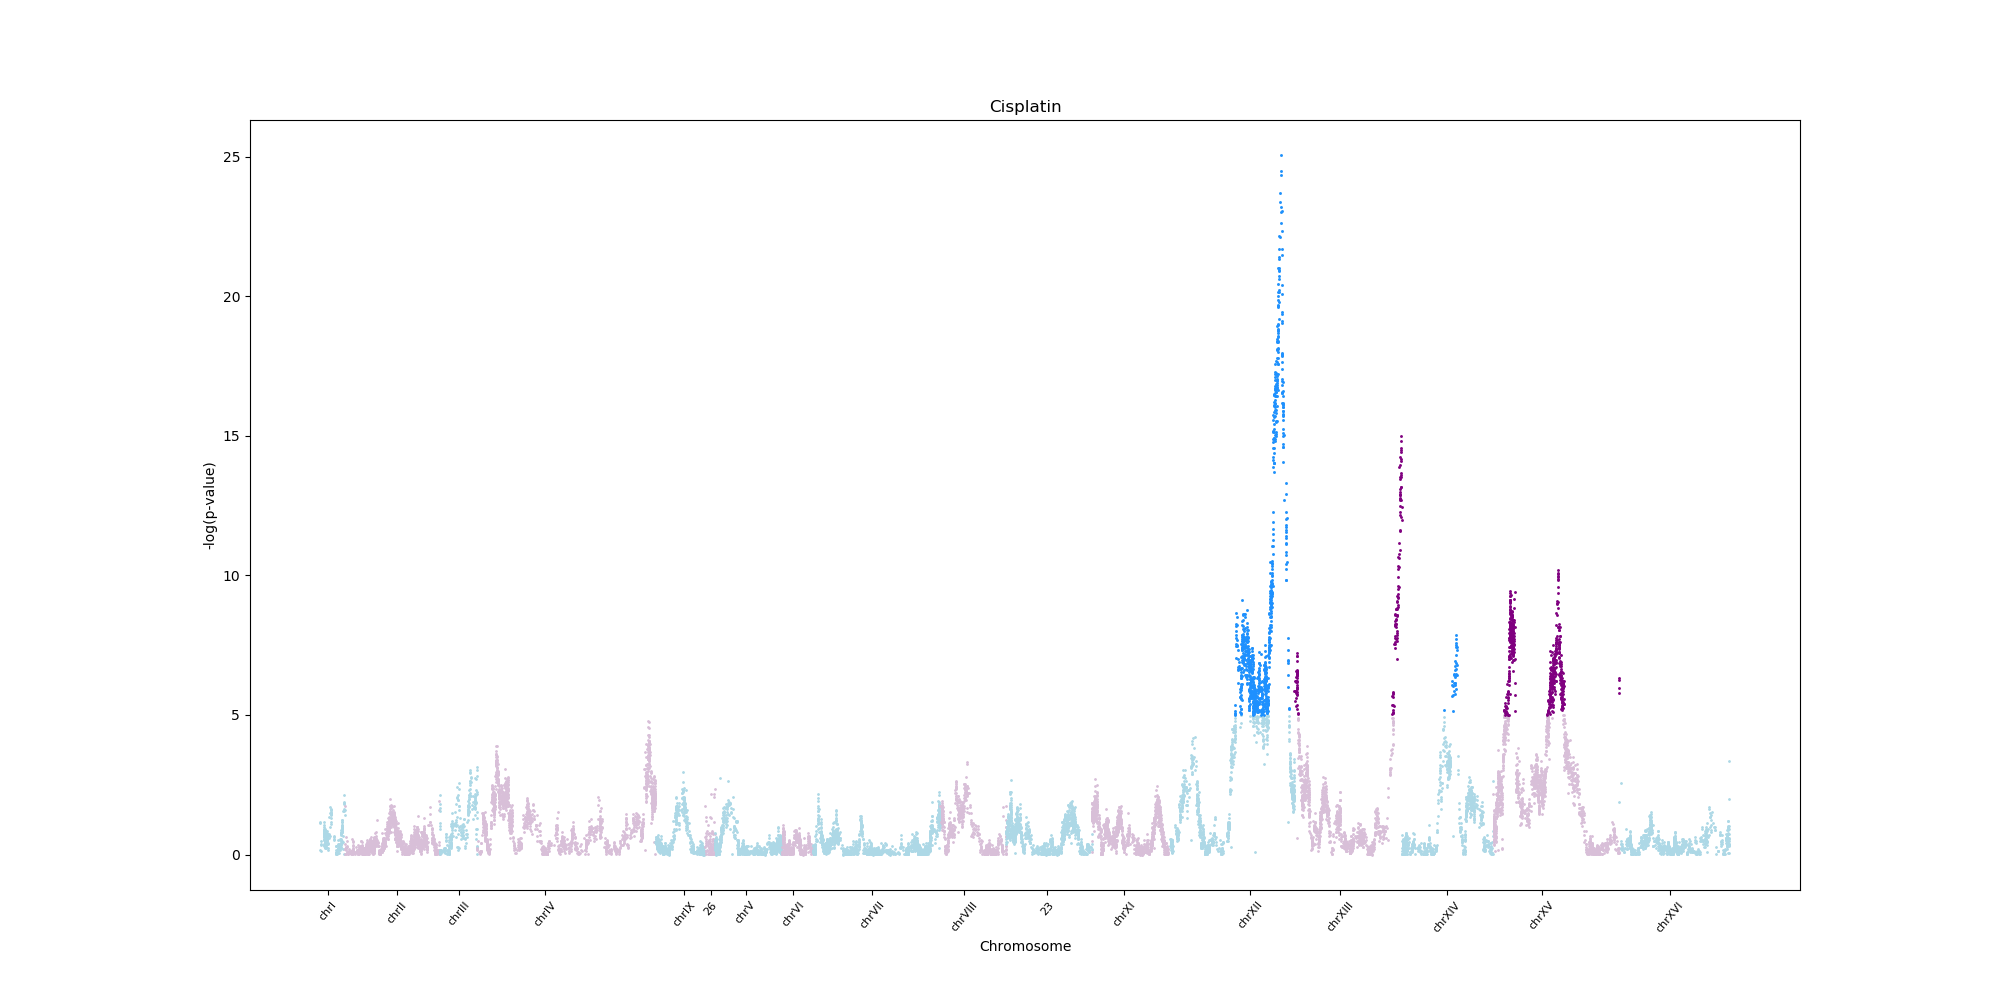 Cisplatin
25
20
15
10
5
0
-log(p-value)
chrI
chrII
chrIII
chrIV
chrIX
26
chrV
chrVI
chrVII
chrVIII
23
chrXI
chrXII
chrXIII
chrXIV
chrXV
chrXVI
Chromosome